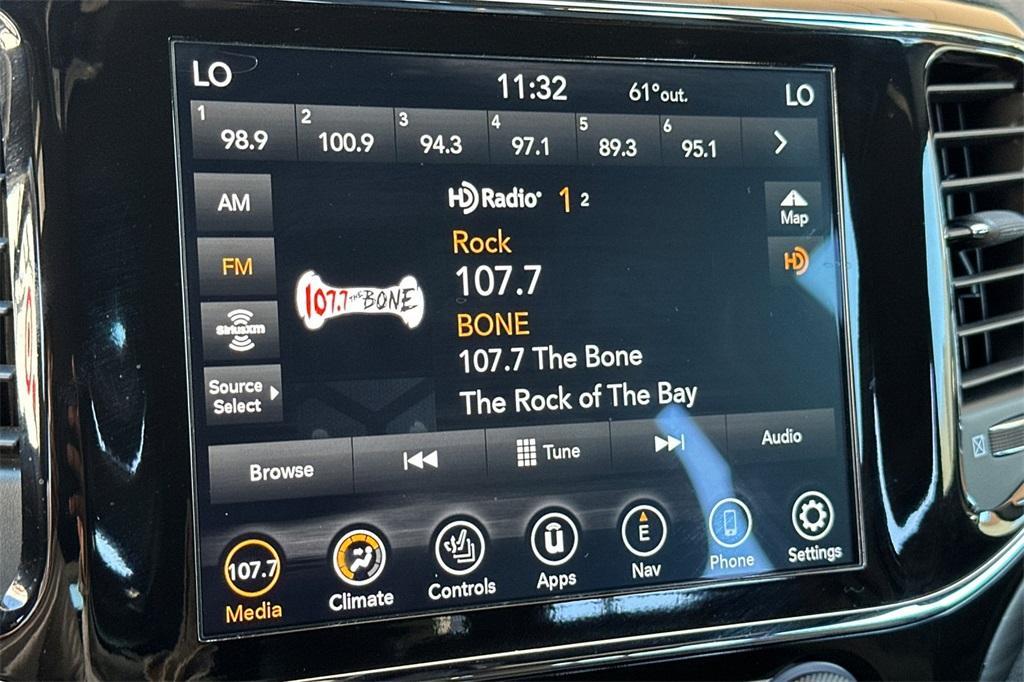 LO 11:32 61°out. LO
1 98.9 2 100.9 3 94.3 4 97.1 5 89.3 6 95.1
AM
HD Radio 1 2
Map
Rock
FM
HD
107.7
107.7 THE BONE
BONE
SiriusXM
107.7 The Bone
Source
Select
The Rock of The Bay
Browse Tune Audio
107.7 E
Media Climate Controls Apps Nav Phone Settings